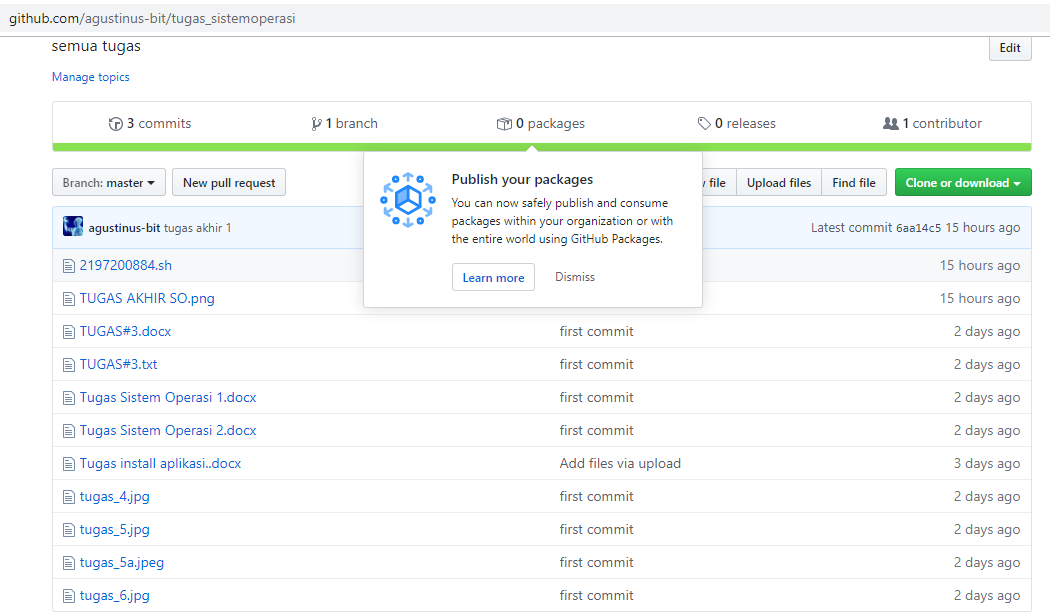 github.com/agustinus-bit/tugas_sistemoperasi
semua tugas
Edit
Manage topics
3 commits 1 branch 0 packages 0 releases 1 contributor
Branch: master New pull request file Upload files Find file Clone or download
Publish your packages
You can now safely publish and consume
packages within your organization or with
the entire world using GitHub Packages.
Learn more Dismiss
agustinus-bit tugas akhir 1 Latest commit 6aa14c5 15 hours ago
2197200884.sh 15 hours ago
TUGAS AKHIR SO.png 15 hours ago
TUGAS#3.docx first commit 2 days ago
TUGAS#3.txt first commit 2 days ago
Tugas Sistem Operasi 1.docx first commit 2 days ago
Tugas Sistem Operasi 2.docx first commit 2 days ago
Tugas install aplikasi..docx Add files via upload 3 days ago
tugas_4.jpg first commit 2 days ago
tugas_5.jpg first commit 2 days ago
tugas_5a.jpeg first commit 2 days ago
tugas_6.jpg first commit 2 days ago